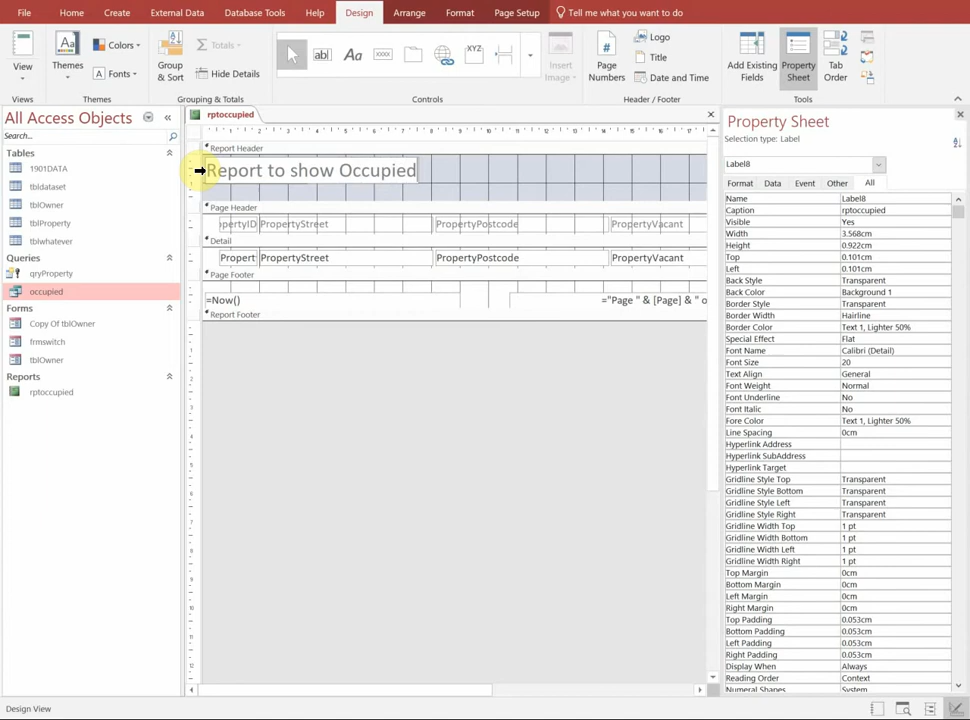 File Home Create External Data Database Tools Help Design Arrange Format Page Setup Tell me what you want to do
View Themes Colors Fonts Group & Sort Totals Hide Details ab Aa XXXX XYZ Insert Image Page Numbers Logo Title Date and Time Add Existing Fields Property Sheet Tab Order
Views Themes Grouping & Totals Controls Header / Footer Tools
All Access Objects
Search...
Tables
1901DATA
tbldataset
tblOwner
tblProperty
tblwhatever
Queries
qryProperty
occupied
Forms
Copy Of tblOwner
frmswitch
tblOwner
Reports
rptoccupied
rptoccupied
Report Header
Report to show Occupied
Page Header
opertyID PropertyStreet PropertyPostcode PropertyVacant
Detail
Propert PropertyStreet PropertyPostcode PropertyVacant
Page Footer
=Now() ="Page " & [Page] & " o
Report Footer
Property Sheet
Selection type: Label
Label8
Format Data Event Other All
Name Label8
Caption rptoccupied
Visible Yes
Width 3.568cm
Height 0.922cm
Top 0.101cm
Left 0.101cm
Back Style Transparent
Back Color Background 1
Border Style Transparent
Border Width Hairline
Border Color Text 1, Lighter 50%
Special Effect Flat
Font Name Calibri (Detail)
Font Size 20
Text Align General
Font Weight Normal
Font Underline No
Font Italic No
Fore Color Text 1, Lighter 50%
Line Spacing 0cm
Hyperlink Address
Hyperlink SubAddress
Hyperlink Target
Gridline Style Top Transparent
Gridline Style Bottom Transparent
Gridline Style Left Transparent
Gridline Style Right Transparent
Gridline Width Top 1 pt
Gridline Width Bottom 1 pt
Gridline Width Left 1 pt
Gridline Width Right 1 pt
Top Margin 0cm
Bottom Margin 0cm
Left Margin 0cm
Right Margin 0cm
Top Padding 0.053cm
Bottom Padding 0.053cm
Left Padding 0.053cm
Right Padding 0.053cm
Display When Always
Reading Order Context
Numeral Shapes System
Design View